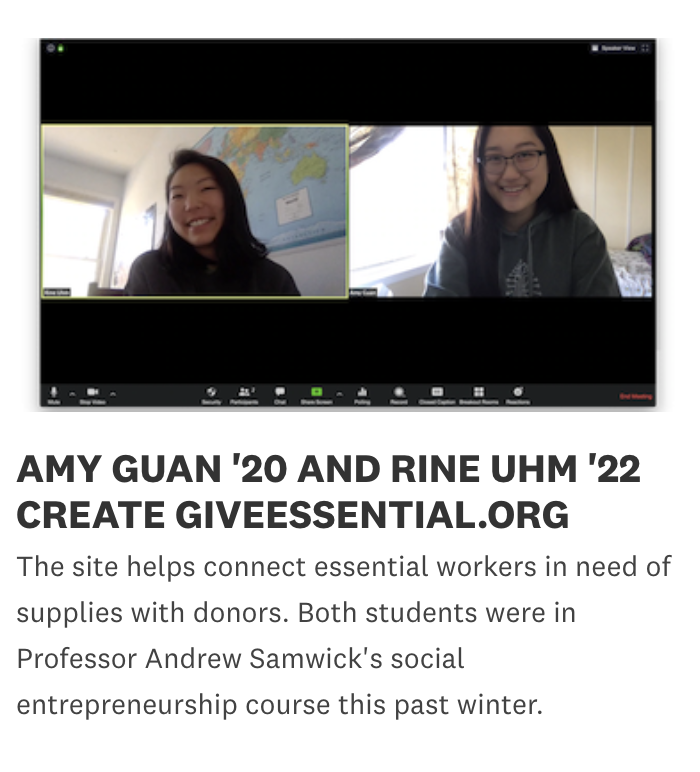 Speaker View
Rine Uhm
Amy Guan
Mute
Stop Video
Security
Participants
2
Chat
Share Screen
Polling
Record
Closed Caption
Breakout Rooms
Reactions
End Meeting
AMY GUAN '20 AND RINE UHM '22
CREATE GIVEESSENTIAL.ORG
The site helps connect essential workers in need of
supplies with donors. Both students were in
Professor Andrew Samwick's social
entrepreneurship course this past winter.